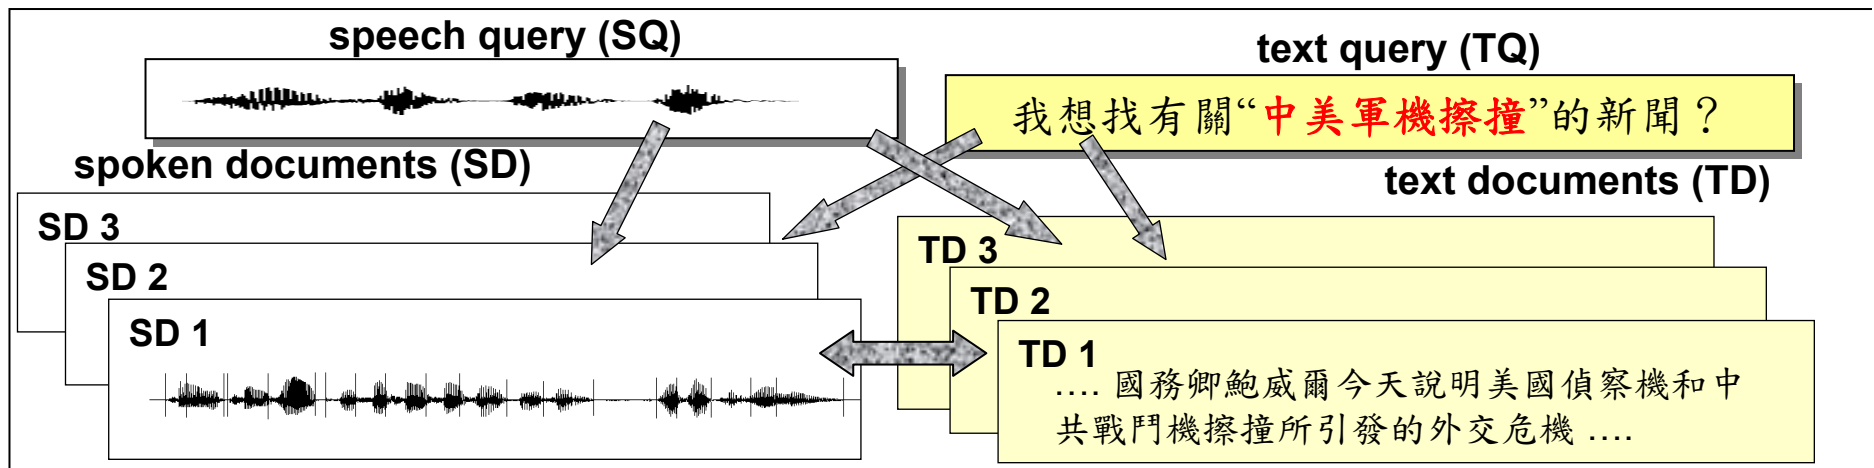 speech query (SQ)
text query (TQ)
我想找有關“中美軍機擦撞”的新聞？
spoken documents (SD)
text documents (TD)
SD 3
SD 2
SD 1
TD 3
TD 2
TD 1
…. 國務卿鮑威爾今天說明美國偵察機和中
共戰鬥機擦撞所引發的外交危機 ….